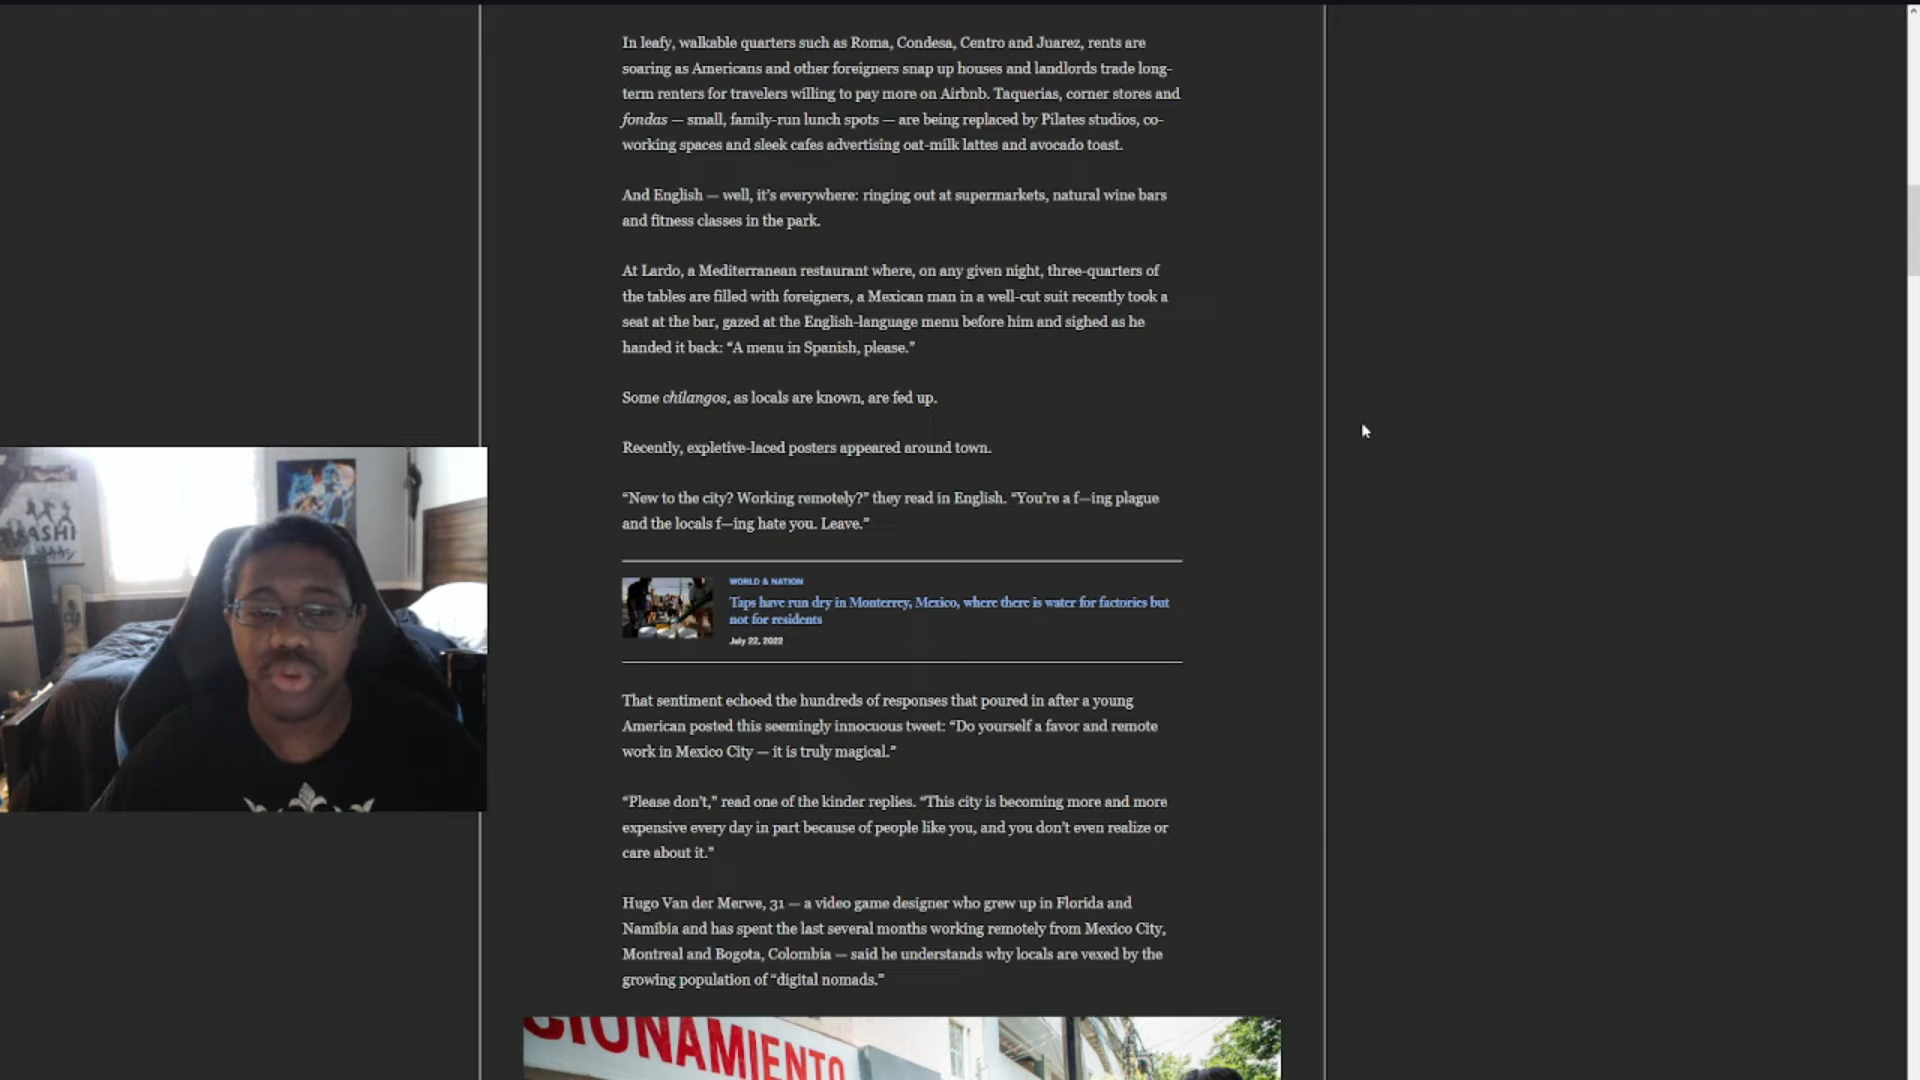 In leafy, walkable quarters such as Roma, Condesa, Centro and Juarez, rents are
soaring as Americans and other foreigners snap up houses and landlords trade long-
term renters for travelers willing to pay more on Airbnb. Taquerias, corner stores and
fondas — small, family-run lunch spots — are being replaced by Pilates studios, co-
working spaces and sleek cafes advertising oat-milk lattes and avocado toast.
And English — well, it's everywhere: ringing out at supermarkets, natural wine bars
and fitness classes in the park.
At Lardo, a Mediterranean restaurant where, on any given night, three-quarters of
the tables are filled with foreigners, a Mexican man in a well-cut suit recently took a
seat at the bar, gazed at the English-language menu before him and sighed as he
handed it back: “A menu in Spanish, please.”
Some chilangos, as locals are known, are fed up.
Recently, expletive-laced posters appeared around town.
“New to the city? Working remotely?” they read in English. “You’re a f—ing plague
and the locals f—ing hate you. Leave.”
WORLD & NATION
Taps have run dry in Monterrey, Mexico, where there is water for factories but
not for residents
July 22, 2022
ASHI
That sentiment echoed the hundreds of responses that poured in after a young
American posted this seemingly innocuous tweet: “Do yourself a favor and remote
work in Mexico City — it is truly magical.”
“Please don’t,” read one of the kinder replies. “This city is becoming more and more
expensive every day in part because of people like you, and you don’t even realize or
care about it.”
Hugo Van der Merwe, 31 — a video game designer who grew up in Florida and
Namibia and has spent the last several months working remotely from Mexico City,
Montreal and Bogota, Colombia — said he understands why locals are vexed by the
growing population of “digital nomads.”
CIONAMIENTO